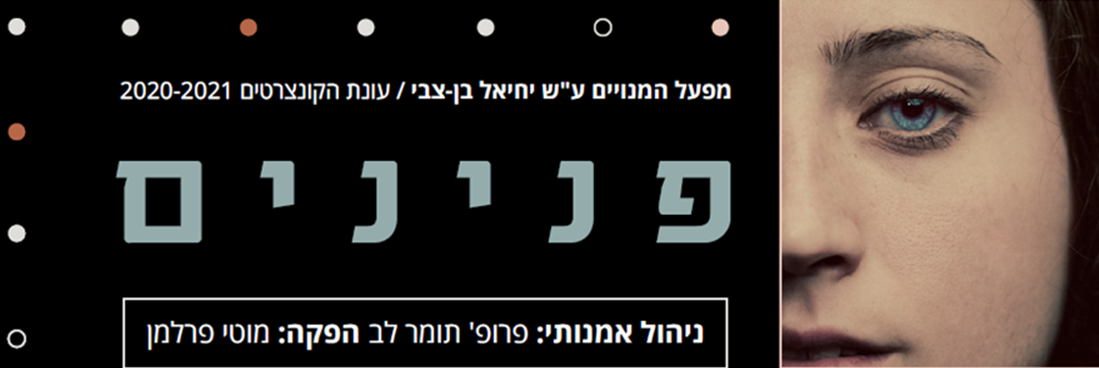 מפעל המנויים ע"ש יחיאל בן-צבי / עונת הקונצרטים 2020-2021
פנינים
ניהול אמנותי: פרופ' תומר לב הפקה: מוטי פרלמן